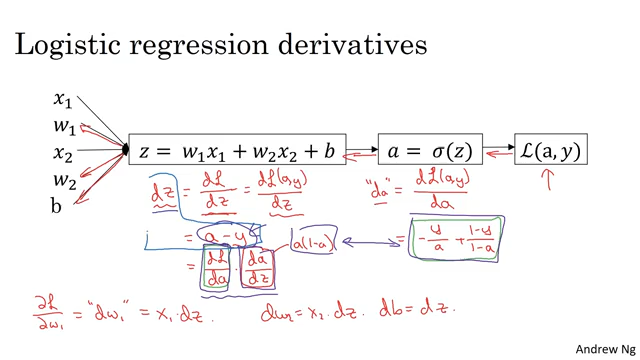 Logistic regression derivatives
x₁
w₁
x₂
w₂
b
z = w₁x₁ + w₂x₂ + b
a = σ(z)
ℒ(a, y)
dz = dℒ/dz = dℒ(a,y)/dz
"da" = dℒ(a,y)/da
= a − y
= dℒ/da · da/dz
a(1−a)
= −y/a + 1−y/1−a
∂ℒ/∂w₁ = "dw₁" = x₁ · dz.
dw₂ = x₂ · dz.
db = dz.
Andrew Ng